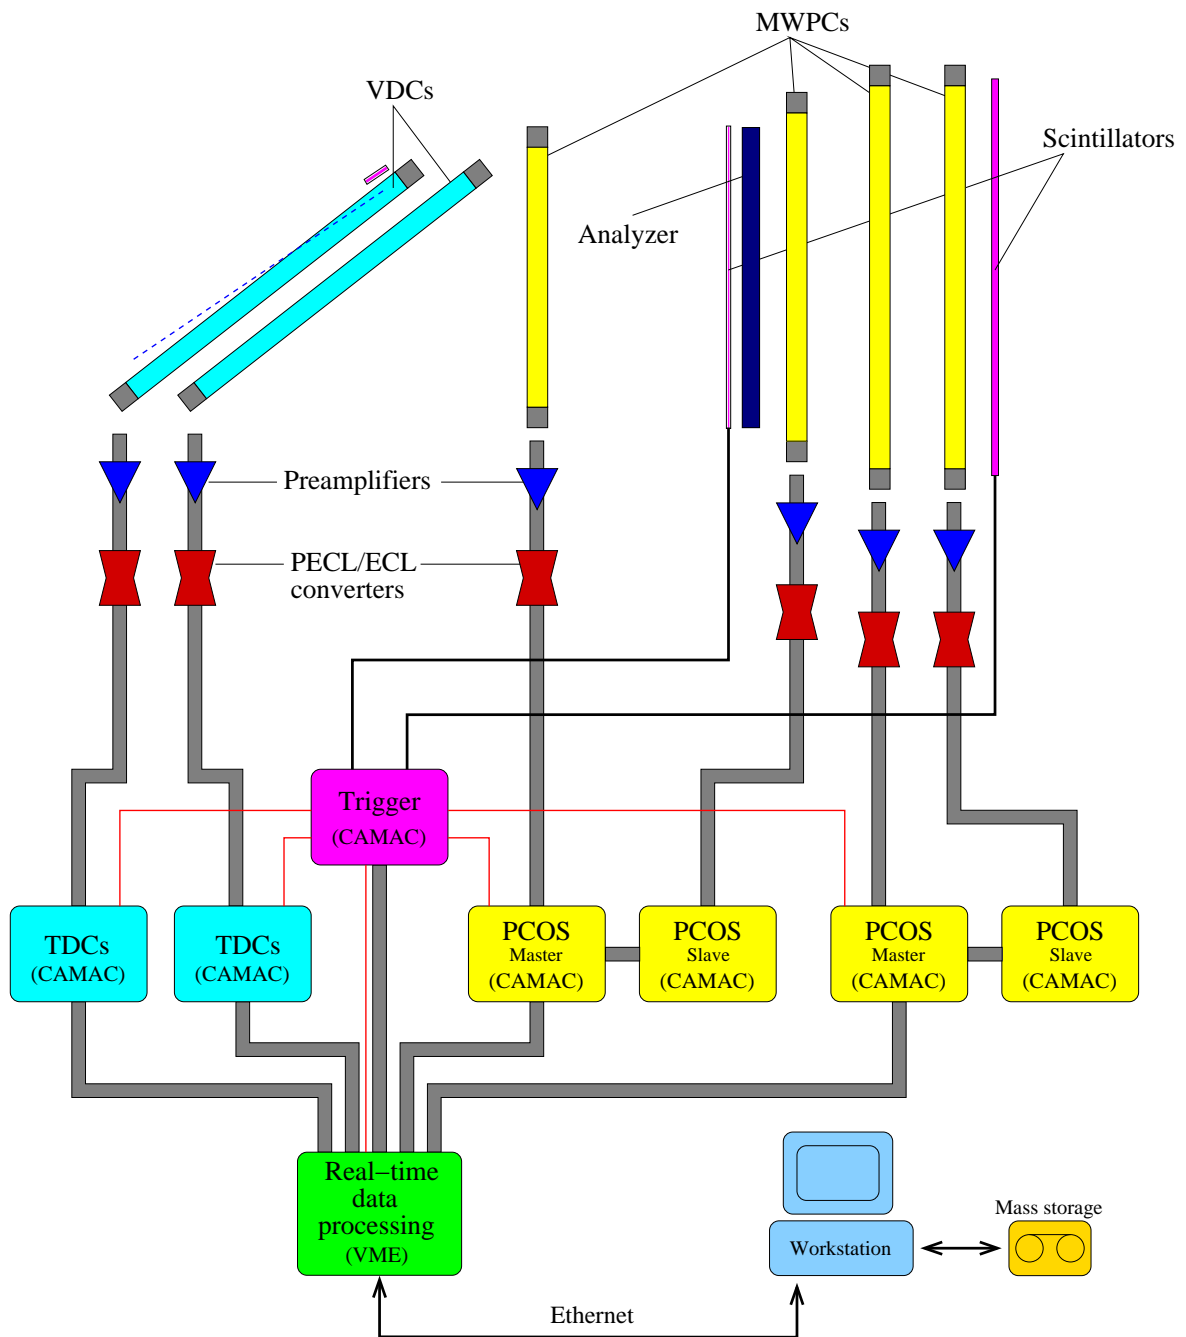 MWPCs
VDCs
Scintillators
Analyzer
Preamplifiers
PECL/ECL
converters
Trigger
(CAMAC)
TDCs
(CAMAC)
TDCs
(CAMAC)
PCOS
Master
(CAMAC)
PCOS
Slave
(CAMAC)
PCOS
Master
(CAMAC)
PCOS
Slave
(CAMAC)
Real−time
data
processing
(VME)
Workstation
Mass storage
Ethernet